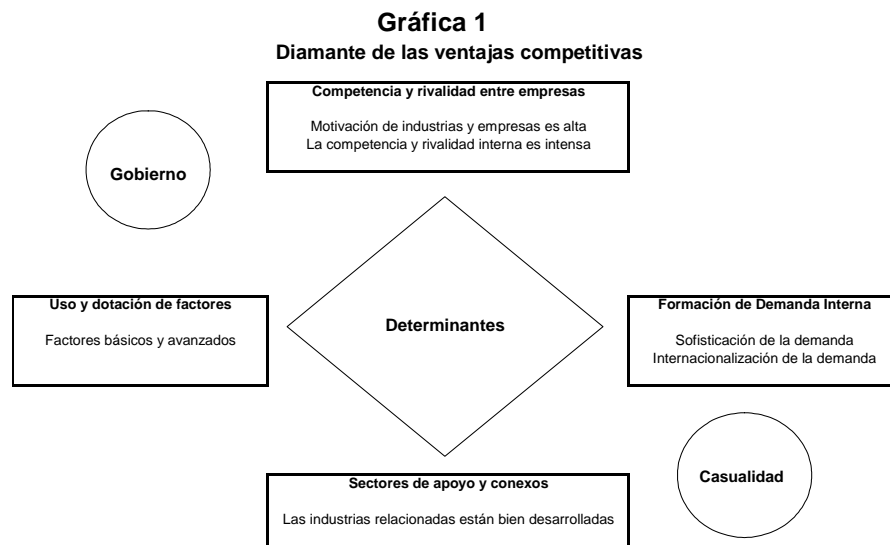 Gráfica 1
Diamante de las ventajas competitivas
Competencia y rivalidad entre empresas
Motivación de industrias y empresas es alta
La competencia y rivalidad interna es intensa
Gobierno
Uso y dotación de factores
Factores básicos y avanzados
Determinantes
Formación de Demanda Interna
Sofisticación de la demanda
Internacionalización de la demanda
Sectores de apoyo y conexos
Las industrias relacionadas están bien desarrolladas
Casualidad